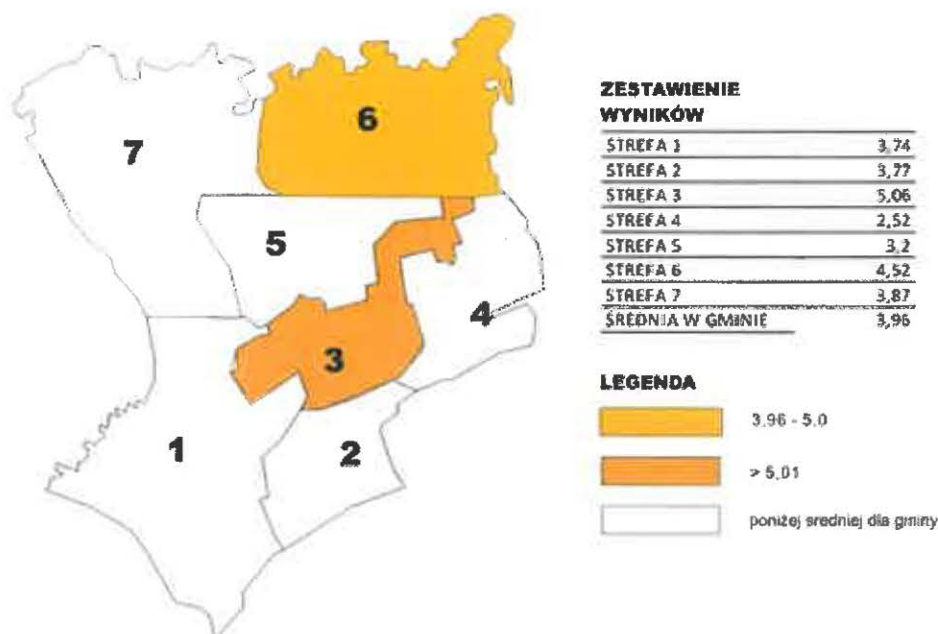 ZESTAWIENIE
WYNIKÓW
STREFA 1 3,74
STREFA 2 3,77
STREFA 3 5,06
STREFA 4 2,52
STREFA 5 3,2
STREFA 6 4,52
STREFA 7 3,87
ŚREDNIA W GMINIE 3,96
LEGENDA
3,96 - 5,0
> 5,01
poniżej średniej dla gminy
6
7
5
4
3
1
2